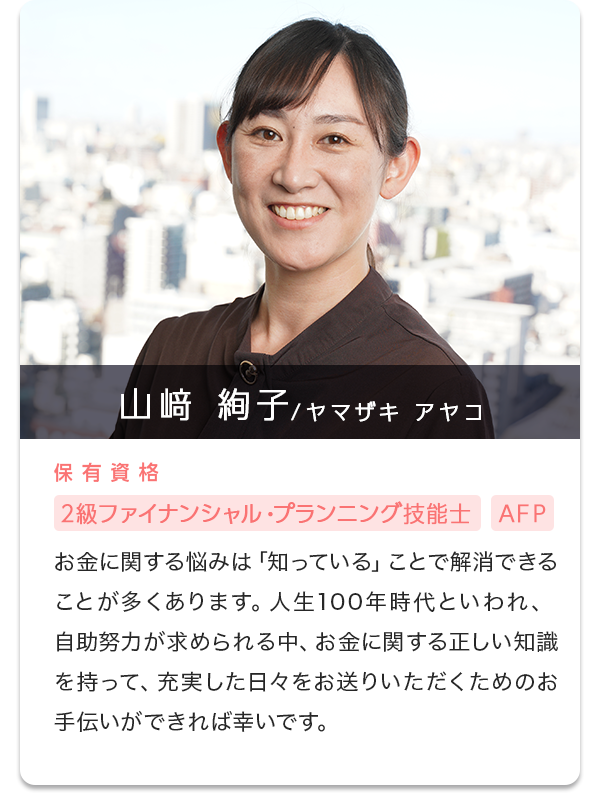 山﨑 絢子/ヤマザキ アヤコ
保有資格
2級ファイナンシャル・プランニング技能士 AFP
お金に関する悩みは「知っている」ことで解消できる
ことが多くあります。人生100年時代といわれ、
自助努力が求められる中、お金に関する正しい知識
を持って、充実した日々をお送りいただくためのお
手伝いができれば幸いです。